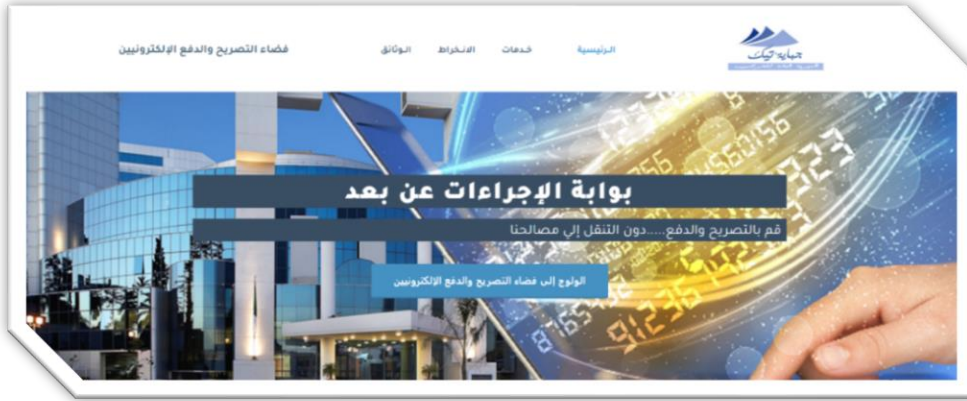 جبايتك
الرئيسية
خدمات
الانخراط
الوثائق
فضاء التصريح والدفع الإلكترونيين
بوابة الإجراءات عن بعد
قم بالتصريح والدفع.....دون التنقل إلي مصالحنا
الولوج إلى فضاء التصريح والدفع الإلكترونيين